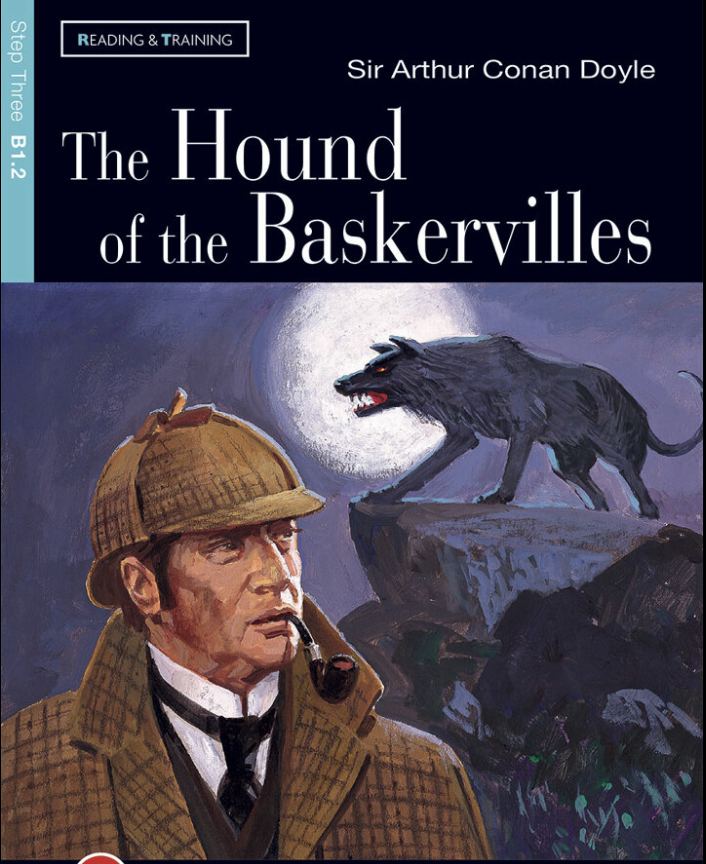 READING & TRAINING
Sir Arthur Conan Doyle
The Hound
of the Baskervilles
Step Three B1.2